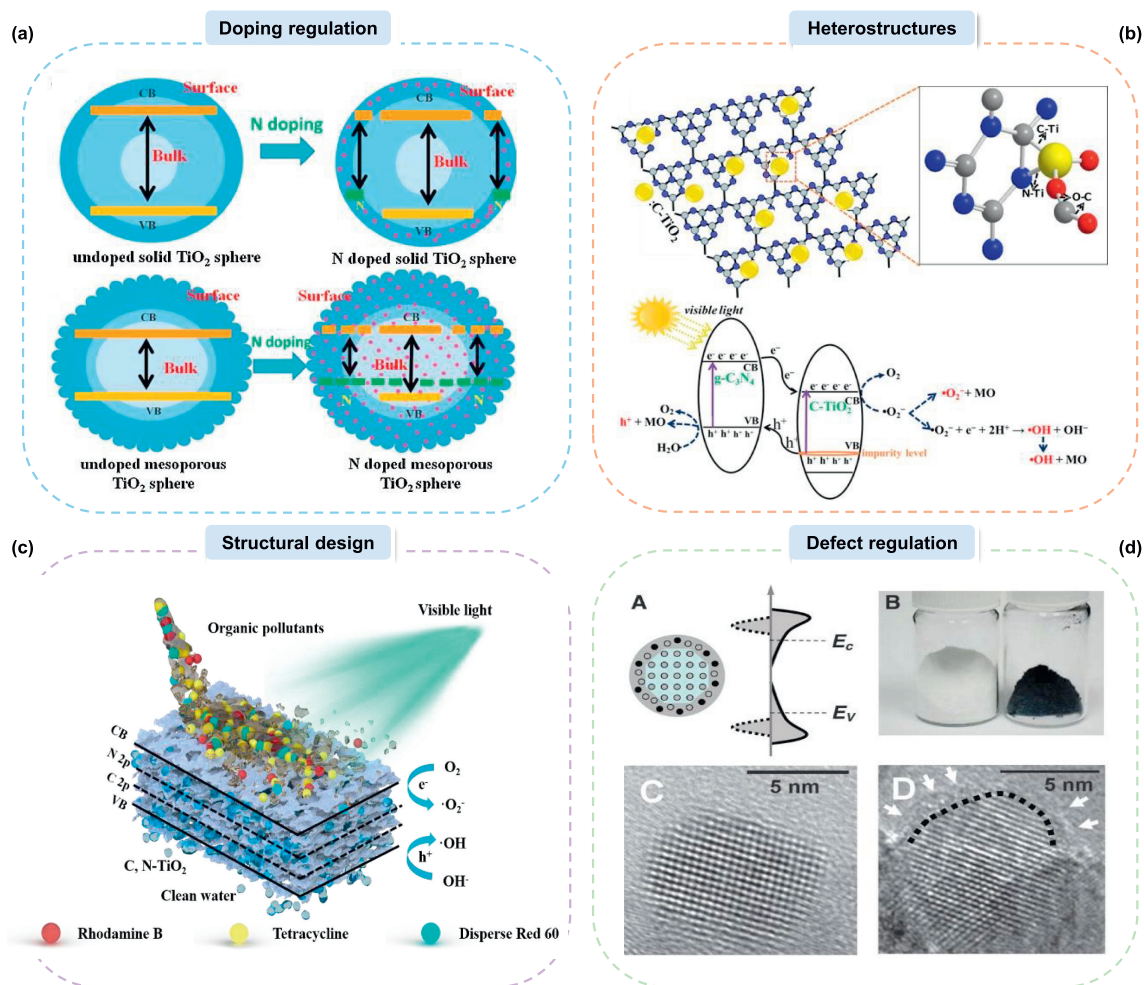 (a)
Doping regulation
CB
Surface
Bulk
VB
undoped solid TiO₂ sphere
N doping
CB
Surface
Bulk
N
N
VB
N doped solid TiO₂ sphere
Surface
CB
Bulk
VB
undoped mesoporous
TiO₂ sphere
N doping
Surface
CB
Bulk
N
N
VB
N doped mesoporous
TiO₂ sphere
Heterostructures
(b)
:C-TiO₂
C-Ti
N-Ti
O-C
visible light
e⁻ e⁻ e⁻ e⁻
CB
g-C₃N₄
VB
h⁺ h⁺ h⁺ h⁺
e⁻
e⁻
e⁻ e⁻ e⁻ e⁻
CB
C-TiO₂
VB
impurity level
h⁺ h⁺ h⁺ h⁺
h⁺
h⁺
O₂
h⁺ + MO
H₂O
O₂
•O₂⁻
•O₂⁻ + MO
•O₂⁻ + e⁻ + 2H⁺ → •OH + OH⁻
•OH + MO
(c)
Structural design
Visible light
Organic pollutants
CB
N 2p
C 2p
VB
O₂
e⁻
·O₂⁻
·OH
h⁺
OH⁻
C, N-TiO₂
Clean water
Rhodamine B
Tetracycline
Disperse Red 60
Defect regulation
(d)
A
E_C
E_V
B
C
5 nm
D
5 nm